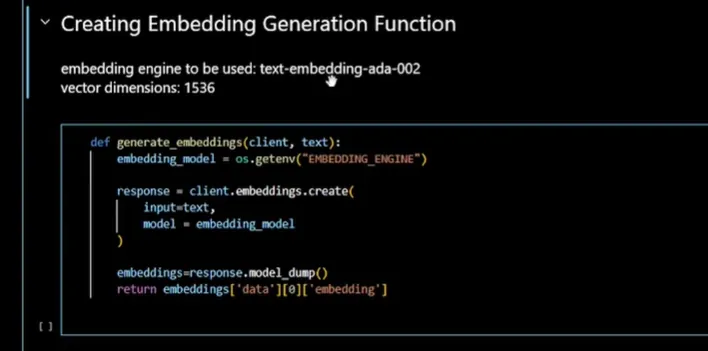 Creating Embedding Generation Function
embedding engine to be used: text-embedding-ada-002
vector dimensions: 1536
def generate_embeddings(client, text):
    embedding_model = os.getenv("EMBEDDING_ENGINE")
    response = client.embeddings.create(
        input=text,
        model = embedding_model
    )
    embeddings=response.model_dump()
    return embeddings['data'][0]['embedding']
[ ]